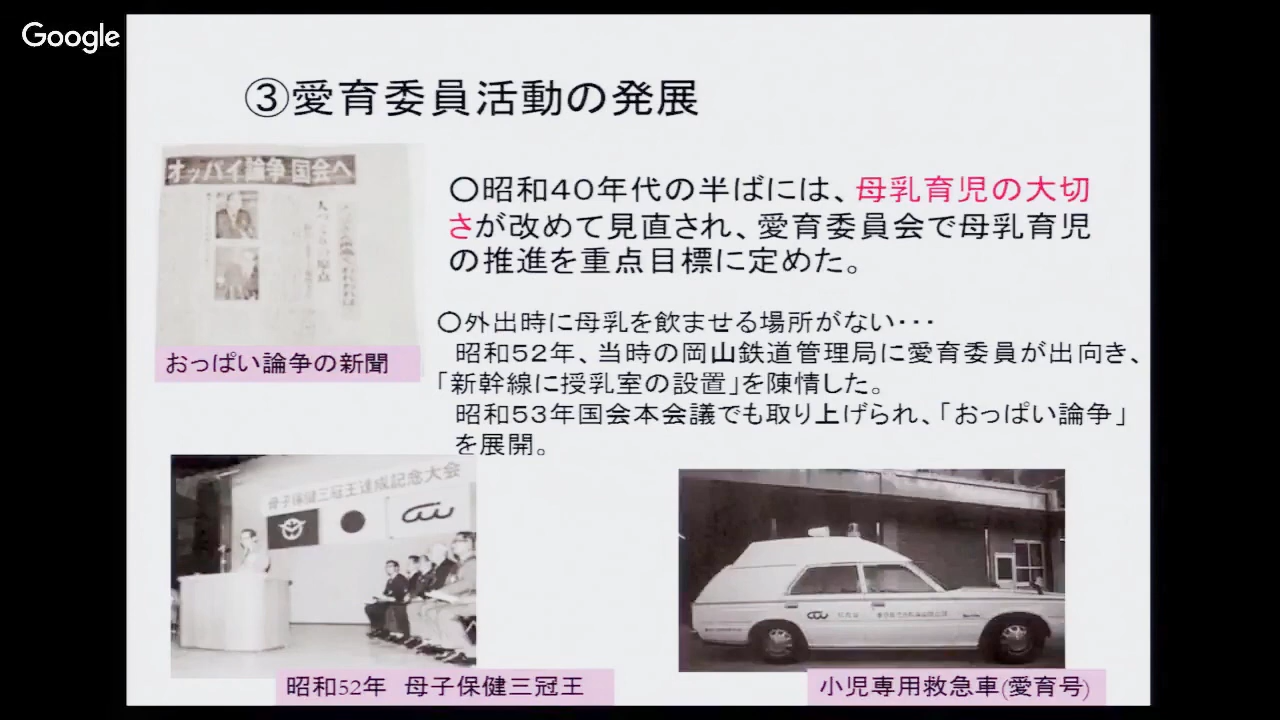 Google
③愛育委員活動の発展
オッパイ論争 国会へ
〇昭和４０年代の半ばには、母乳育児の大切
さが改めて見直され、愛育委員会で母乳育児
の推進を重点目標に定めた。
〇外出時に母乳を飲ませる場所がない・・・
昭和５２年、当時の岡山鉄道管理局に愛育委員が出向き、
「新幹線に授乳室の設置」を陳情した。
昭和５３年国会本会議でも取り上げられ、「おっぱい論争」
を展開。
おっぱい論争の新聞
母子保健三冠王達成記念大会
昭和52年　母子保健三冠王
小児専用救急車(愛育号)